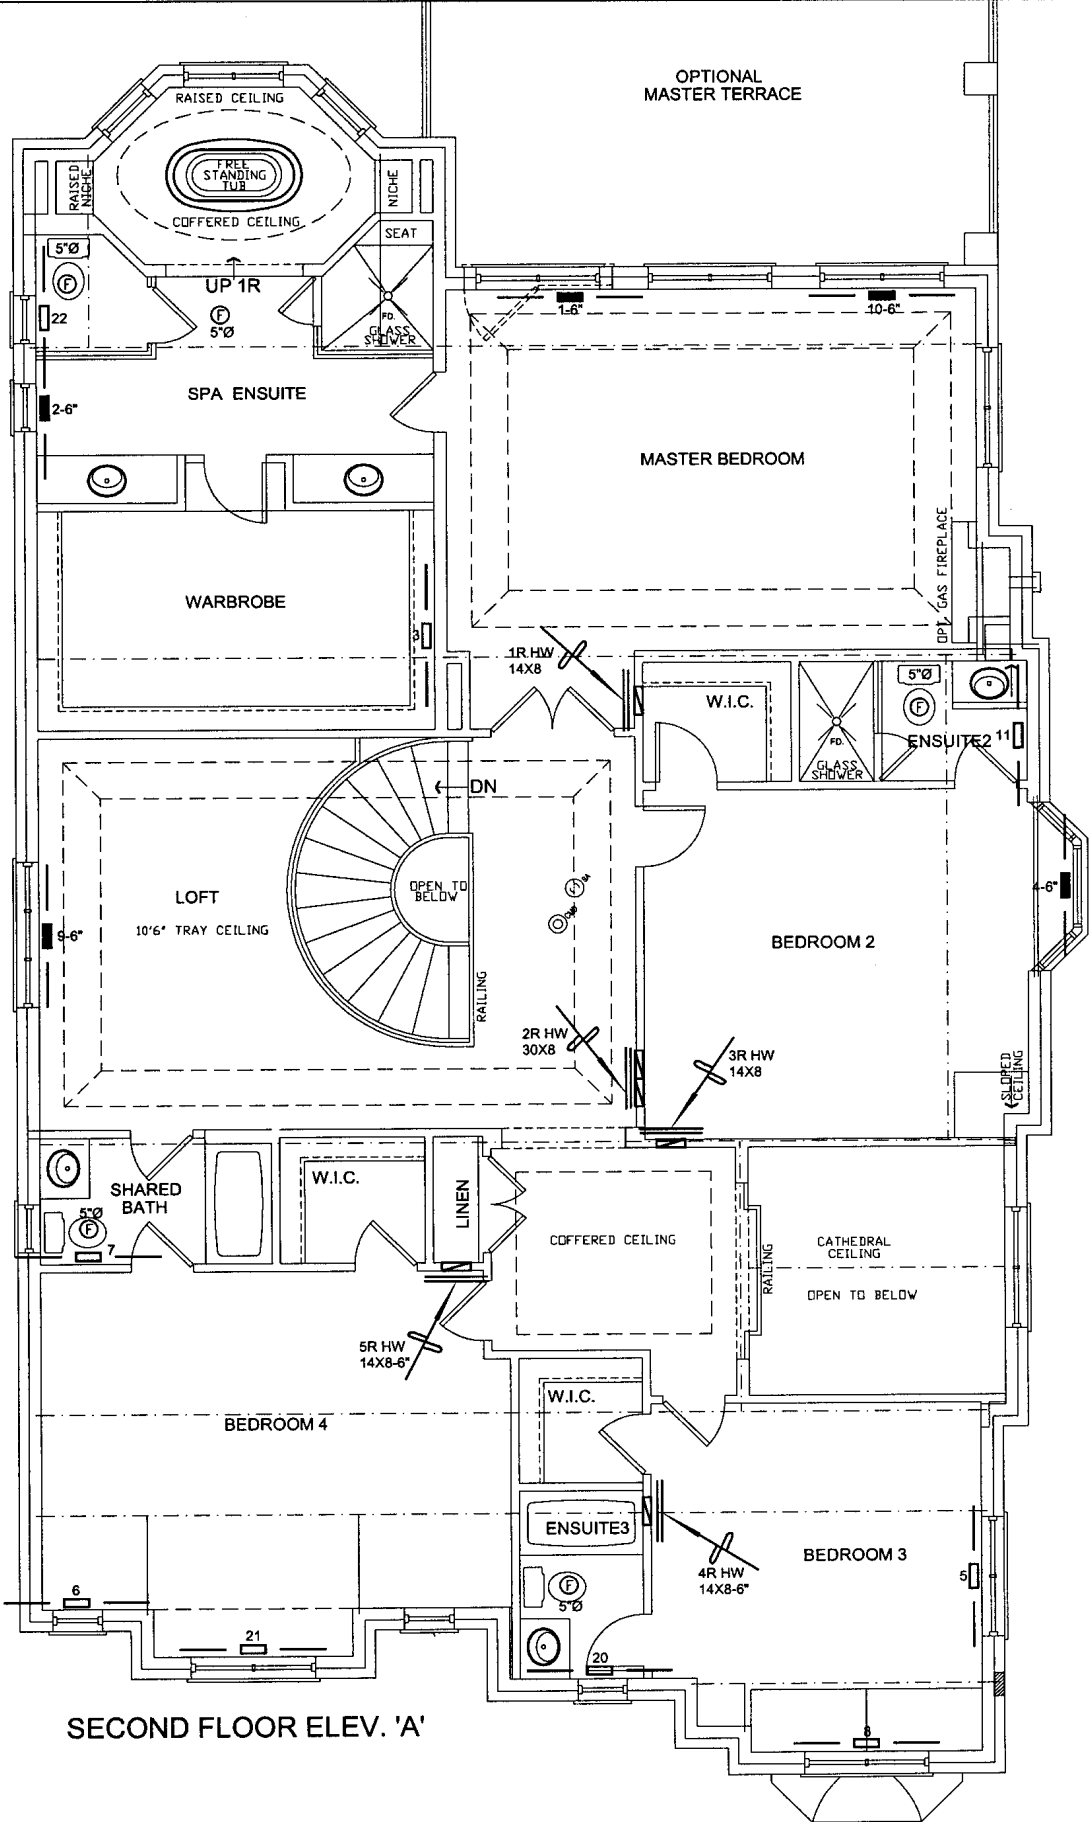 OPTIONAL
MASTER TERRACE
RAISED CEILING
FREE
STANDING
TUB
RAISED
NICHE
NICHE
COFFERED CEILING
SEAT
5"Ø
F
UP 1R
F
5"Ø
22
FD.
GLASS
SHOWER
1-6"
10-6"
SPA ENSUITE
2-6"
MASTER BEDROOM
OPT. GAS FIREPLACE
WARBROBE
3
1R HW
14X8
W.I.C.
5"Ø
F
FD.
GLASS
SHOWER
ENSUITE2
11
DN
OPEN TO
BELOW
LOFT
10'6" TRAY CEILING
9-6"
4-6"
BEDROOM 2
RAILING
2R HW
30X8
3R HW
14X8
SLOPED
CEILING
SHARED
BATH
5"Ø
F
7
W.I.C.
LINEN
COFFERED CEILING
RAILING
CATHEDRAL
CEILING
OPEN TO BELOW
5R HW
14X8-6"
BEDROOM 4
W.I.C.
ENSUITE3
4R HW
14X8-6"
BEDROOM 3
5
F
5"Ø
6
21
20
8
SECOND FLOOR ELEV. 'A'